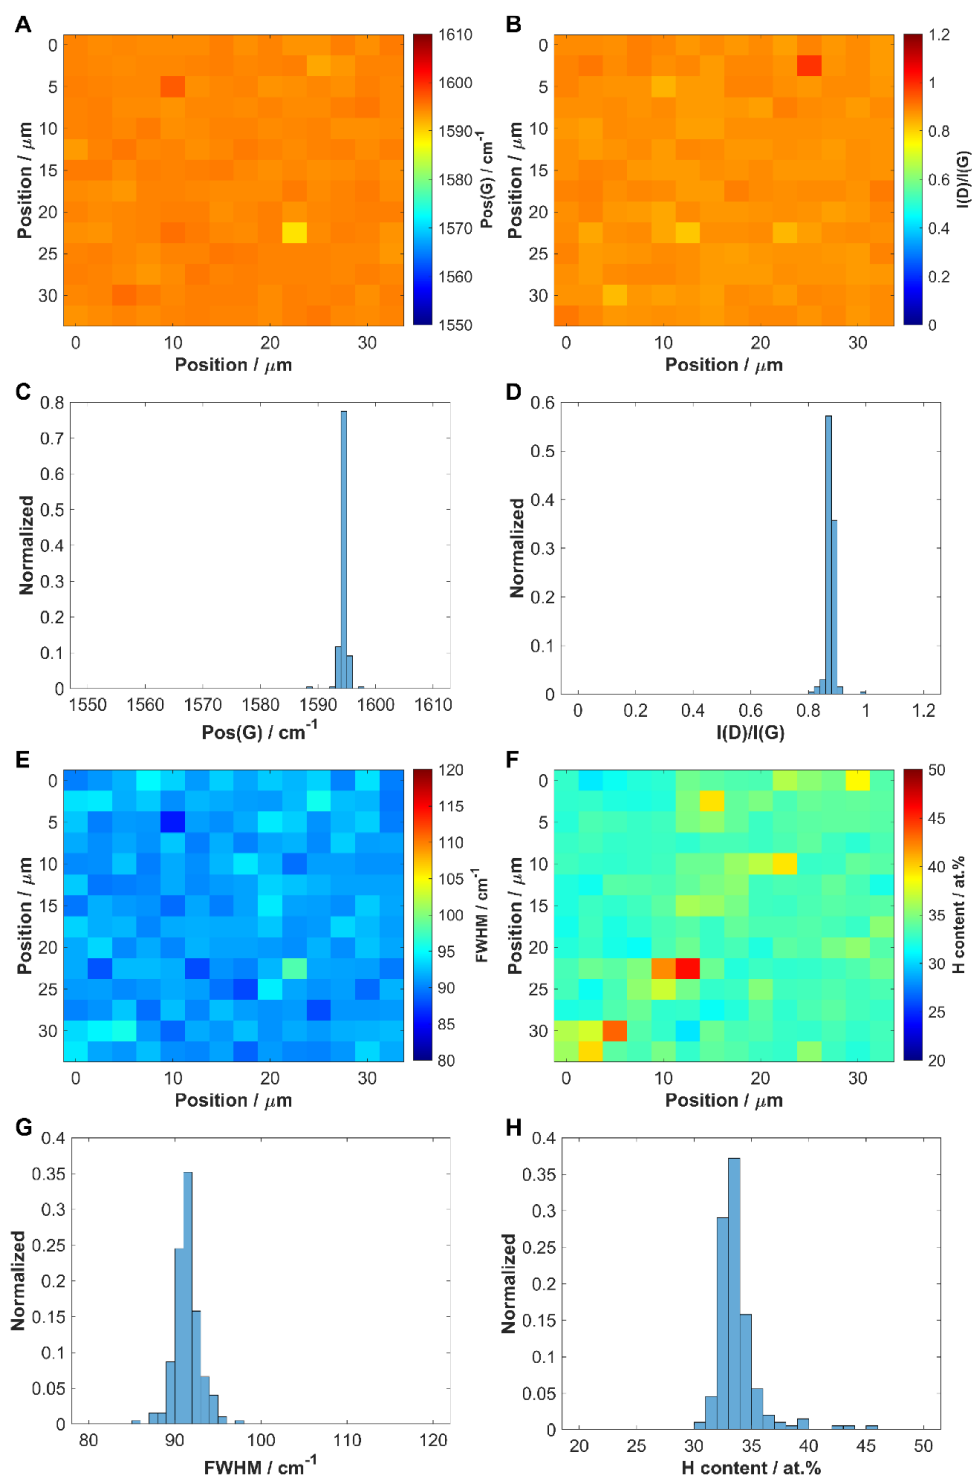 A
0
5
10
15
20
25
30
0 10 20 30
Position / μm
Position / μm
1610
1600
1590
1580
1570
1560
1550
Pos(G) / cm-1
B
0
5
10
15
20
25
30
0 10 20 30
Position / μm
Position / μm
1.2
1
0.8
0.6
0.4
0.2
0
I(D)/I(G)
C
0.8
0.7
0.6
0.5
0.4
0.3
0.2
0.1
0
Normalized
1550 1560 1570 1580 1590 1600 1610
Pos(G) / cm-1
D
0.6
0.5
0.4
0.3
0.2
0.1
0
Normalized
0 0.2 0.4 0.6 0.8 1 1.2
I(D)/I(G)
E
0
5
10
15
20
25
30
0 10 20 30
Position / μm
Position / μm
120
115
110
105
100
95
90
85
80
FWHM / cm-1
F
0
5
10
15
20
25
30
0 10 20 30
Position / μm
Position / μm
50
45
40
35
30
25
20
H content / at.%
G
0.4
0.35
0.3
0.25
0.2
0.15
0.1
0.05
0
Normalized
80 90 100 110 120
FWHM / cm-1
H
0.4
0.35
0.3
0.25
0.2
0.15
0.1
0.05
0
Normalized
20 25 30 35 40 45 50
H content / at.%